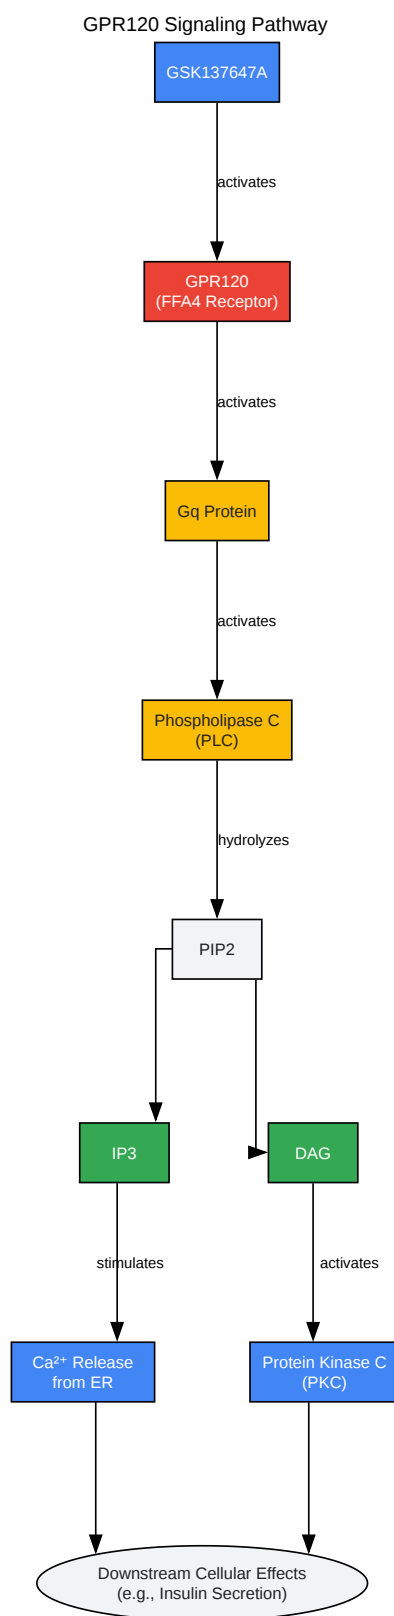 GPR120 Signaling Pathway
GSK137647A
activates
GPR120
(FFA4 Receptor)
activates
Gq Protein
activates
Phospholipase C
(PLC)
hydrolyzes
PIP2
IP3
DAG
stimulates
activates
Ca²⁺ Release
from ER
Protein Kinase C
(PKC)
Downstream Cellular Effects
(e.g., Insulin Secretion)